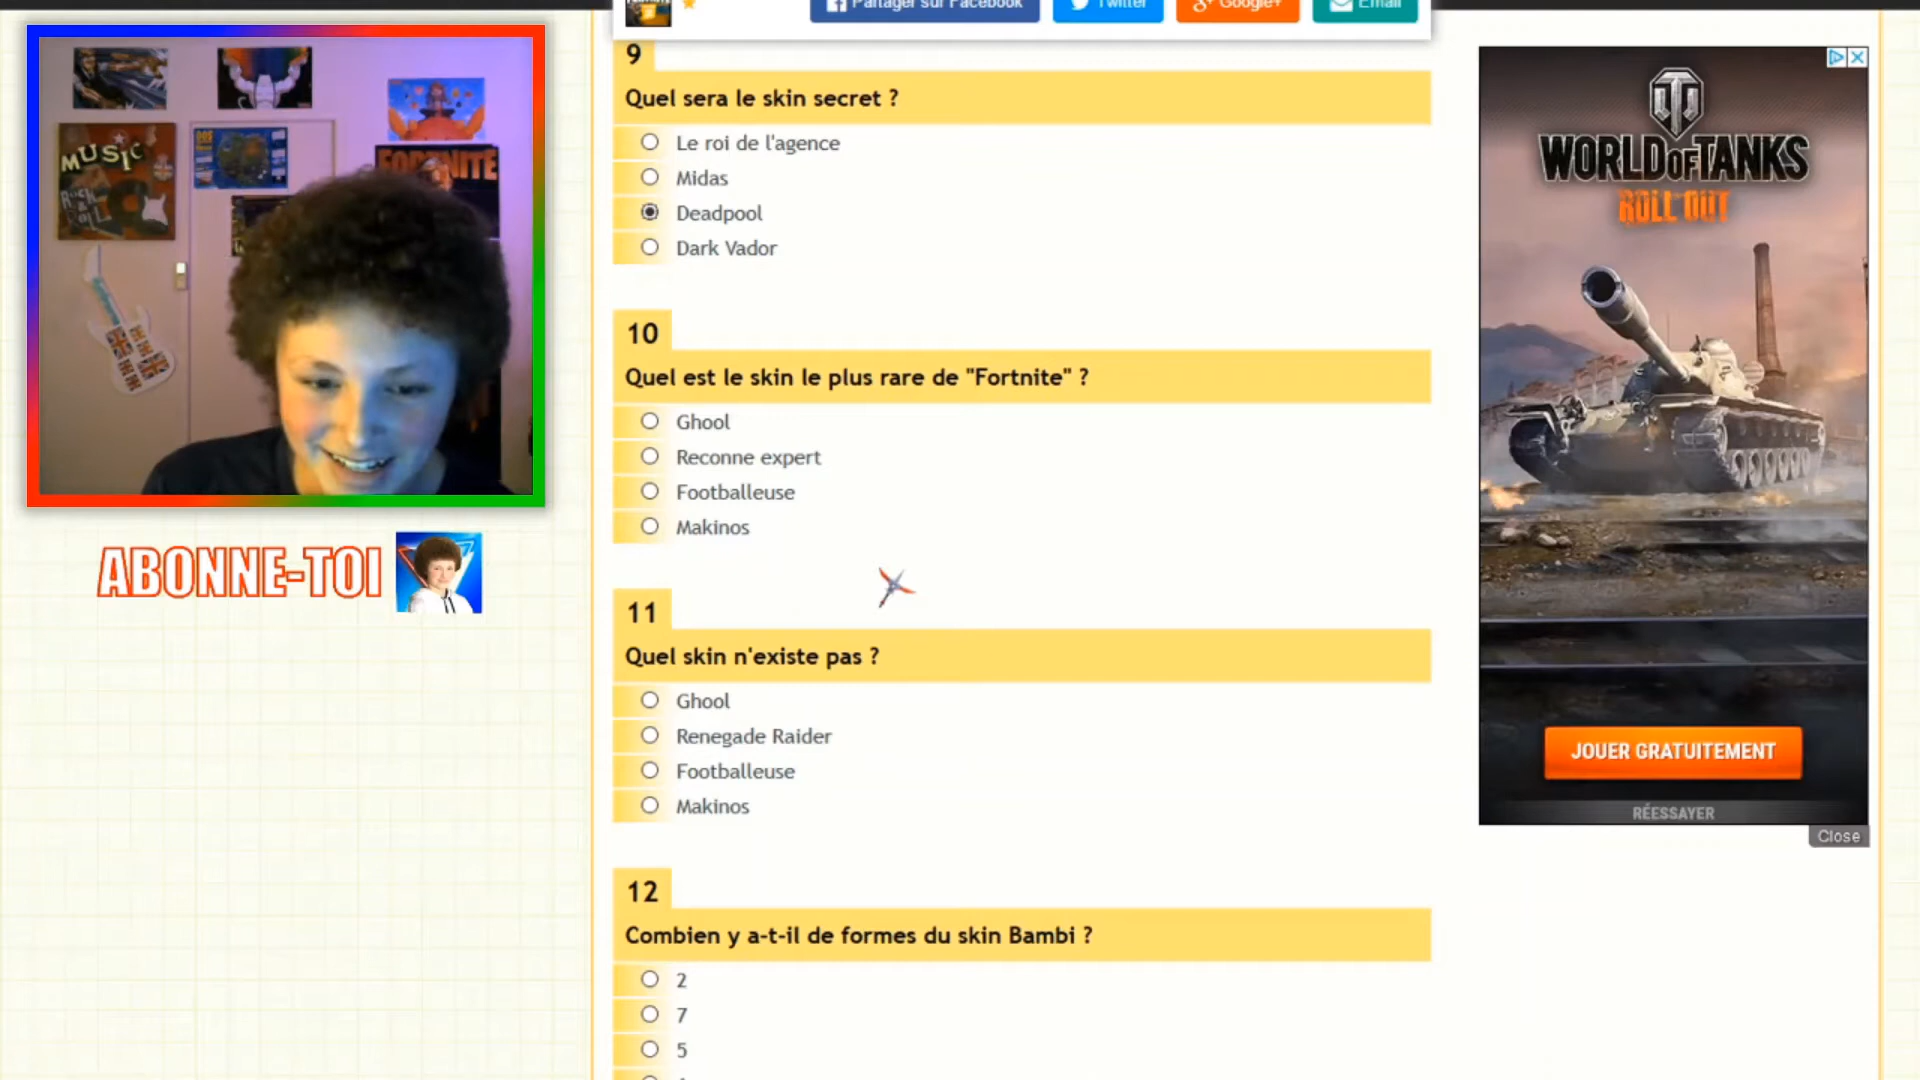 Partager sur Facebook
Twitter
Google+
Email
9
Quel sera le skin secret ?
Le roi de l'agence
Midas
Deadpool
Dark Vador
10
Quel est le skin le plus rare de "Fortnite" ?
Ghool
Reconne expert
Footballeuse
Makinos
11
Quel skin n'existe pas ?
Ghool
Renegade Raider
Footballeuse
Makinos
12
Combien y a-t-il de formes du skin Bambi ?
2
7
5
MUSIC
ROCK & ROLL
FORTNITE
ABONNE-TOI
WORLD OF TANKS
ROLL OUT
JOUER GRATUITEMENT
RÉESSAYER
Close